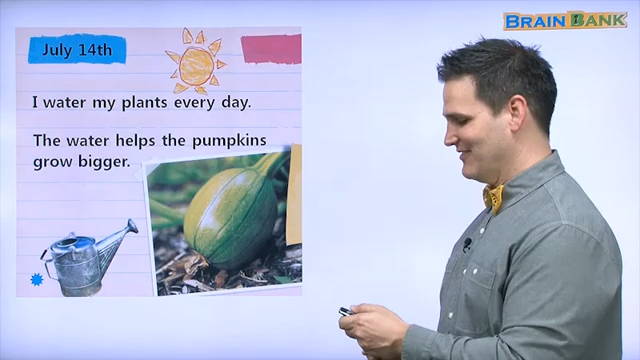 BRAIN BANK
July 14th
I water my plants every day.
The water helps the pumpkins
grow bigger.